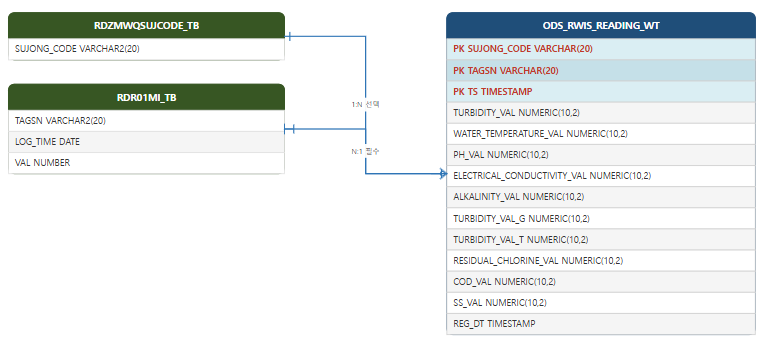 RDZMWQSUJCODE_TB
SUJONG_CODE VARCHAR2(20)
RDR01MI_TB
TAGSN VARCHAR2(20)
LOG_TIME DATE
VAL NUMBER
1:N 선택
N:1 필수
ODS_RWIS_READING_WT
PK SUJONG_CODE VARCHAR(20)
PK TAGSN VARCHAR(20)
PK TS TIMESTAMP
TURBIDITY_VAL NUMERIC(10,2)
WATER_TEMPERATURE_VAL NUMERIC(10,2)
PH_VAL NUMERIC(10,2)
ELECTRICAL_CONDUCTIVITY_VAL NUMERIC(10,2)
ALKALINITY_VAL NUMERIC(10,2)
TURBIDITY_VAL_G NUMERIC(10,2)
TURBIDITY_VAL_T NUMERIC(10,2)
RESIDUAL_CHLORINE_VAL NUMERIC(10,2)
COD_VAL NUMERIC(10,2)
SS_VAL NUMERIC(10,2)
REG_DT TIMESTAMP